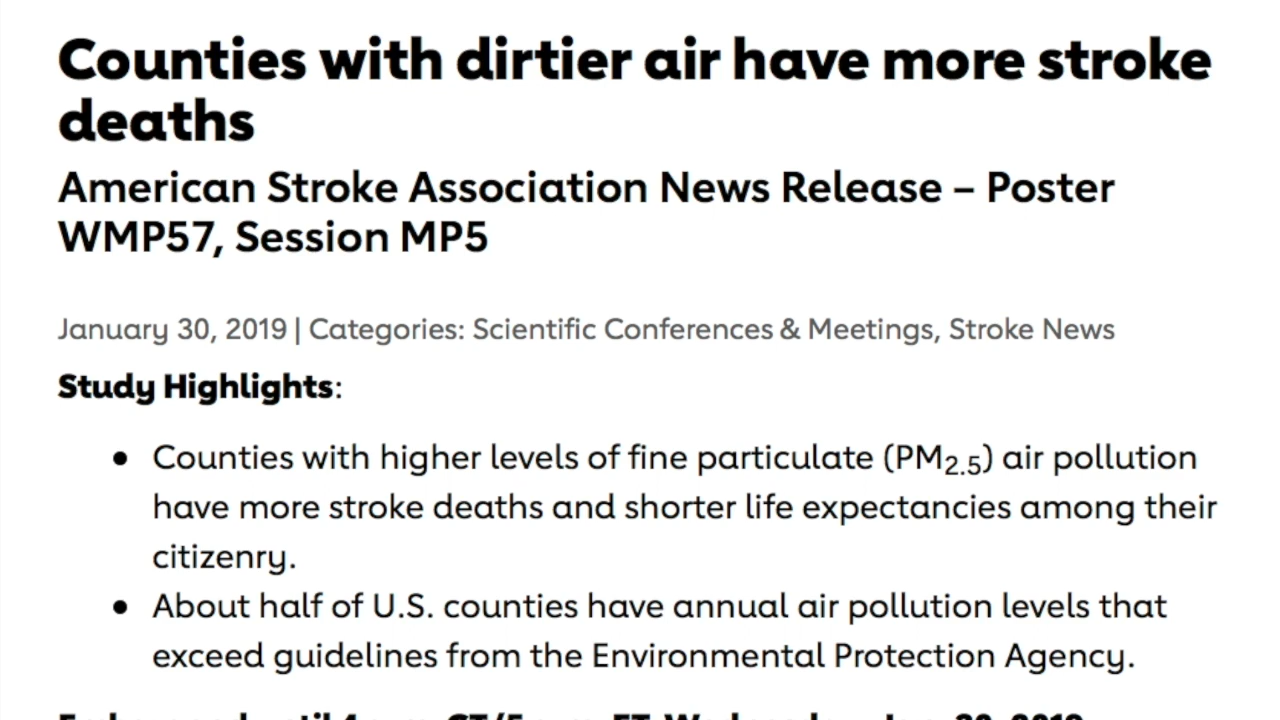 Counties with dirtier air have more stroke
deaths
American Stroke Association News Release – Poster
WMP57, Session MP5
January 30, 2019 | Categories: Scientific Conferences & Meetings, Stroke News
Study Highlights:
• Counties with higher levels of fine particulate (PM2.5) air pollution
have more stroke deaths and shorter life expectancies among their
citizenry.
• About half of U.S. counties have annual air pollution levels that
exceed guidelines from the Environmental Protection Agency.